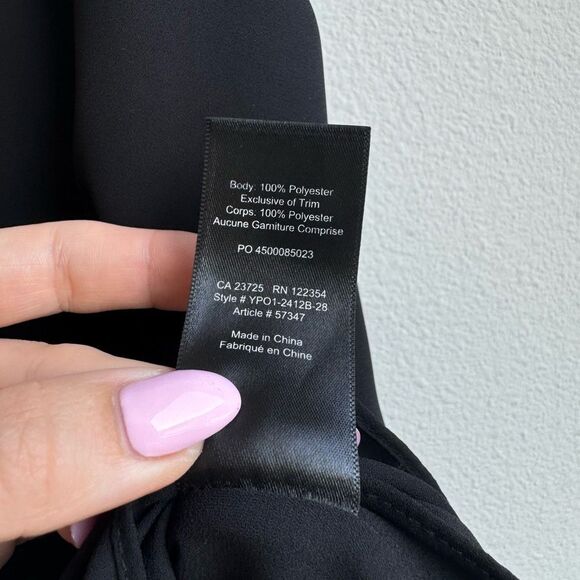 Body: 100% Polyester
Exclusive of Trim
Corps: 100% Polyester
Aucune Garniture Comprise
PO 4500085023
CA 23725 RN 122354
Style # YPO1-2412B-28
Article # 57347
Made in China
Fabriqué en Chine